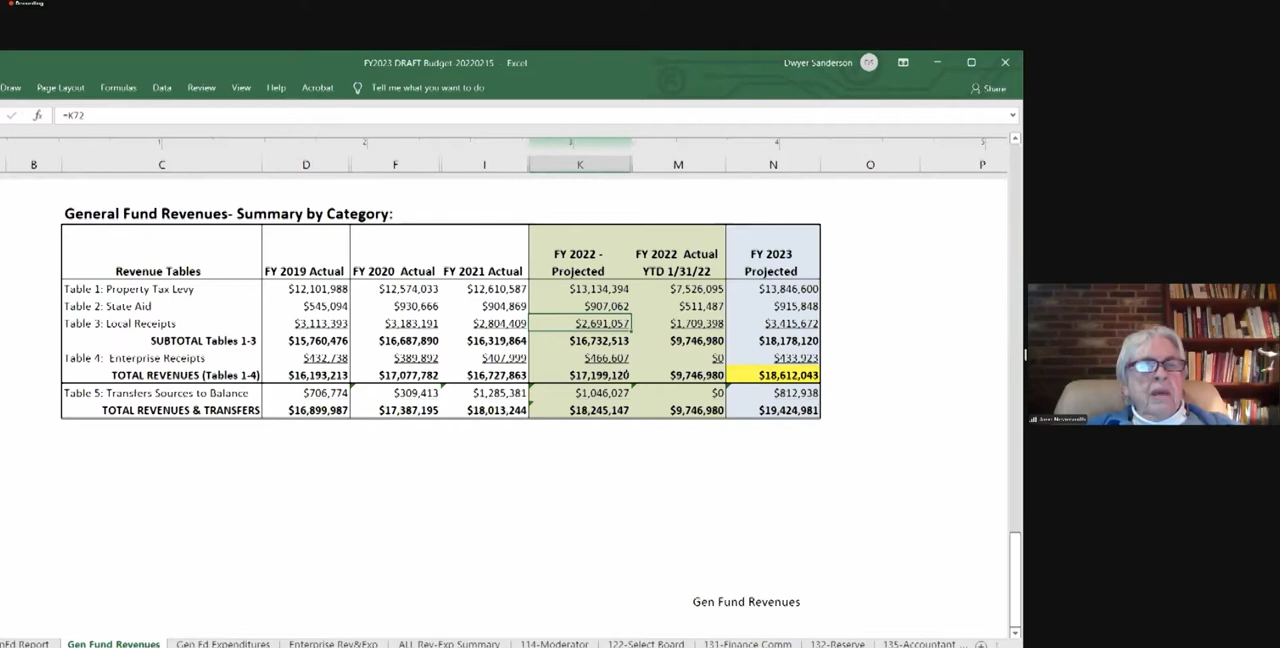 Recording
FY2023 DRAFT Budget 20220215 - Excel
Dwyer Sanderson DS
Draw Page Layout Formulas Data Review View Help Acrobat Tell me what you want to do
Share
fx =K72
1 2 3 4 5
B C D F I K M N O P
General Fund Revenues- Summary by Category:
Revenue Tables FY 2019 Actual FY 2020 Actual FY 2021 Actual FY 2022 - Projected FY 2022 Actual YTD 1/31/22 FY 2023 Projected
Table 1: Property Tax Levy $12,101,988 $12,574,033 $12,610,587 $13,134,394 $7,526,095 $13,846,600
Table 2: State Aid $545,094 $930,666 $904,869 $907,062 $511,487 $915,848
Table 3: Local Receipts $3,113,393 $3,183,191 $2,804,409 $2,691,057 $1,709,398 $3,415,672
SUBTOTAL Tables 1-3 $15,760,476 $16,687,890 $16,319,864 $16,732,513 $9,746,980 $18,178,120
Table 4: Enterprise Receipts $432,738 $389,892 $407,999 $466,607 $0 $433,923
TOTAL REVENUES (Tables 1-4) $16,193,213 $17,077,782 $16,727,863 $17,199,120 $9,746,980 $18,612,043
Table 5: Transfers Sources to Balance $706,774 $309,413 $1,285,381 $1,046,027 $0 $812,938
TOTAL REVENUES & TRANSFERS $16,899,987 $17,387,195 $18,013,244 $18,245,147 $9,746,980 $19,424,981
Gen Fund Revenues
nEd Report Gen Fund Revenues Gen Ed Expenditures Enterprise Rev&Exp ALL Rev-Exp Summary 114-Moderator 122-Select Board 131-Finance Comm 132-Reserve 135-Accountant ...